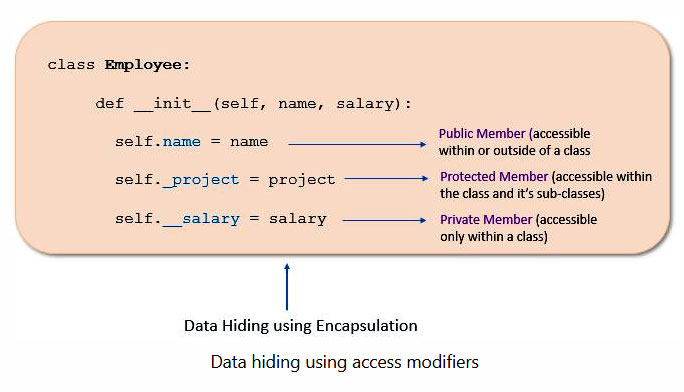 class Employee:
def __init__(self, name, salary):
self.name = name
Public Member (accessible
within or outside of a class
self._project = project
Protected Member (accessible within
the class and it's sub-classes)
self.__salary = salary
Private Member (accessible
only within a class)
Data Hiding using Encapsulation
Data hiding using access modifiers